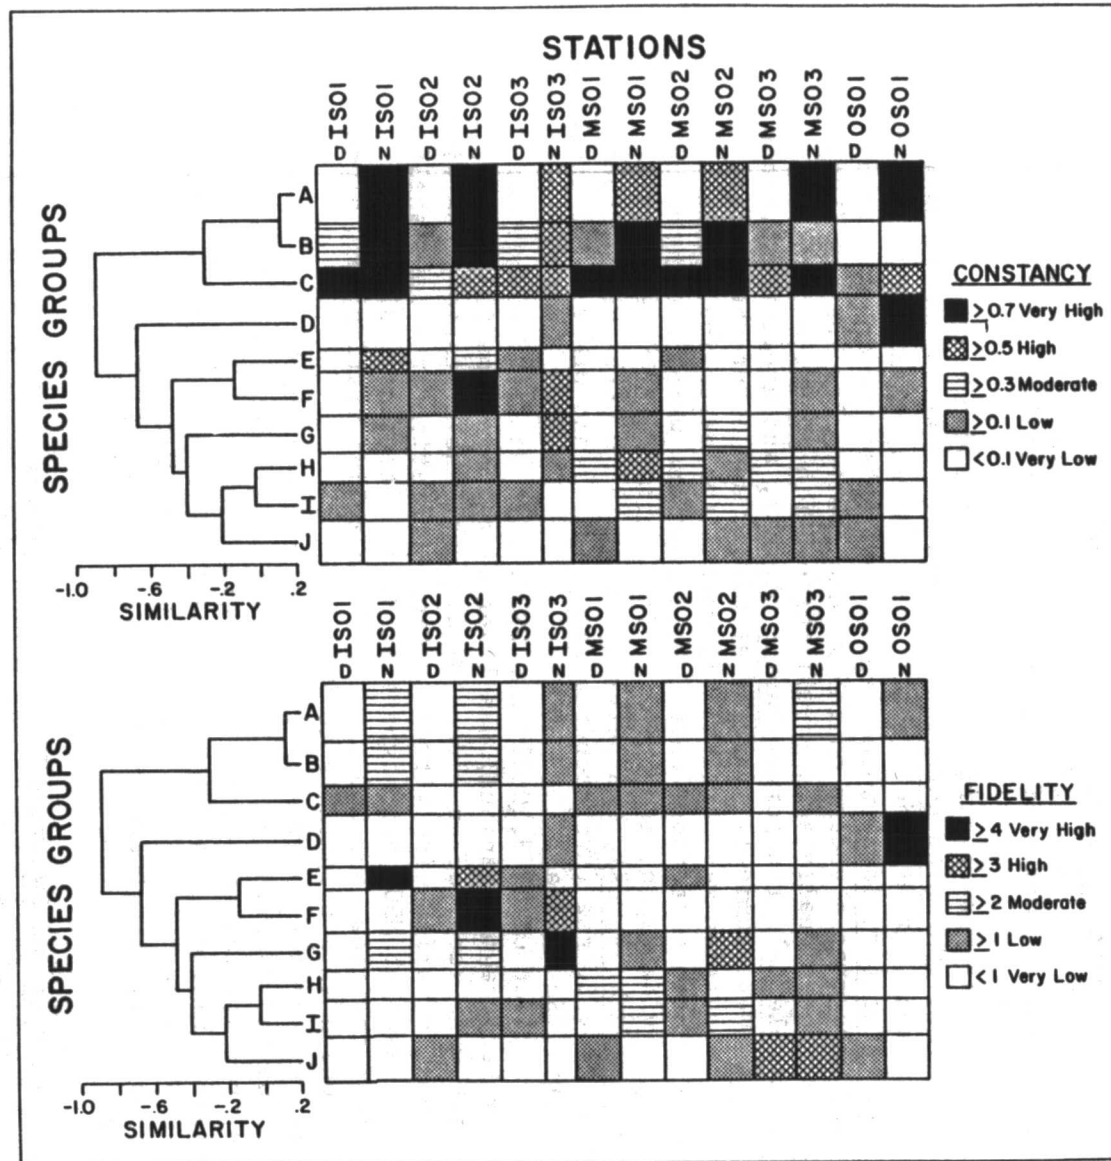 STATIONS
D ISO1 N ISO1 D ISO2 N ISO2 D ISO3 N ISO3 D MSO1 N MSO1 D MSO2 N MSO2 D MSO3 N MSO3 D OSO1 N OSO1
SPECIES GROUPS
A
B
C
D
E
F
G
H
I
J
-1.0 -.6 -.2 .2
SIMILARITY
CONSTANCY
≥0.7 Very High
≥0.5 High
≥0.3 Moderate
≥0.1 Low
<0.1 Very Low
D ISO1 N ISO1 D ISO2 N ISO2 D ISO3 N ISO3 D MSO1 N MSO1 D MSO2 N MSO2 D MSO3 N MSO3 D OSO1 N OSO1
SPECIES GROUPS
A
B
C
D
E
F
G
H
I
J
-1.0 -.6 -.2 .2
SIMILARITY
FIDELITY
≥4 Very High
≥3 High
≥2 Moderate
≥1 Low
<1 Very Low